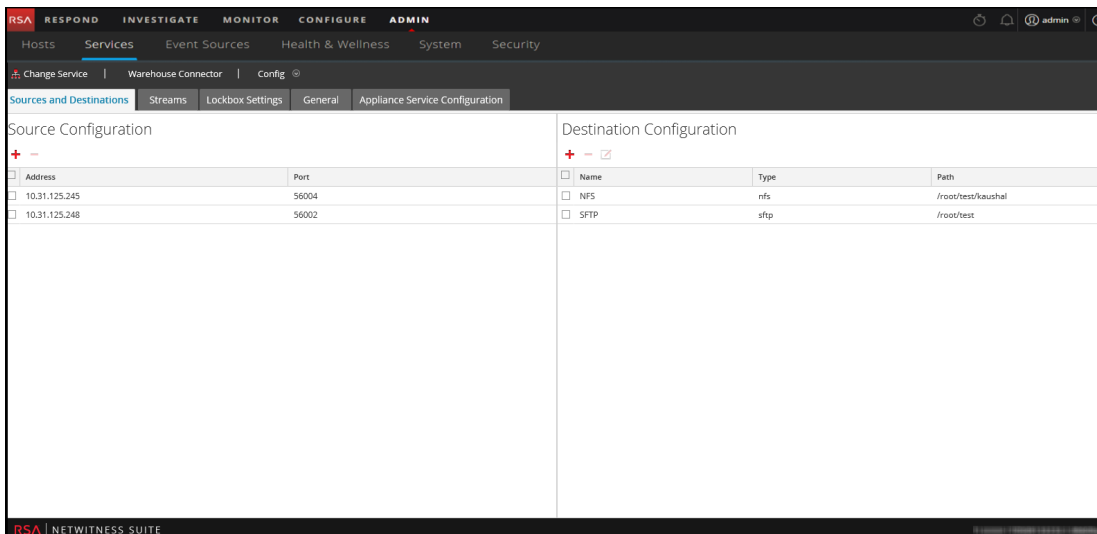 RSA RESPOND INVESTIGATE MONITOR CONFIGURE ADMIN admin
Hosts Services Event Sources Health & Wellness System Security
Change Service | Warehouse Connector | Config
Sources and Destinations Streams Lockbox Settings General Appliance Service Configuration
Source Configuration
Address Port
10.31.125.245 56004
10.31.125.248 56002
Destination Configuration
Name Type Path
NFS nfs /root/test/kaushal
SFTP sftp /root/test
RSA | NETWITNESS SUITE